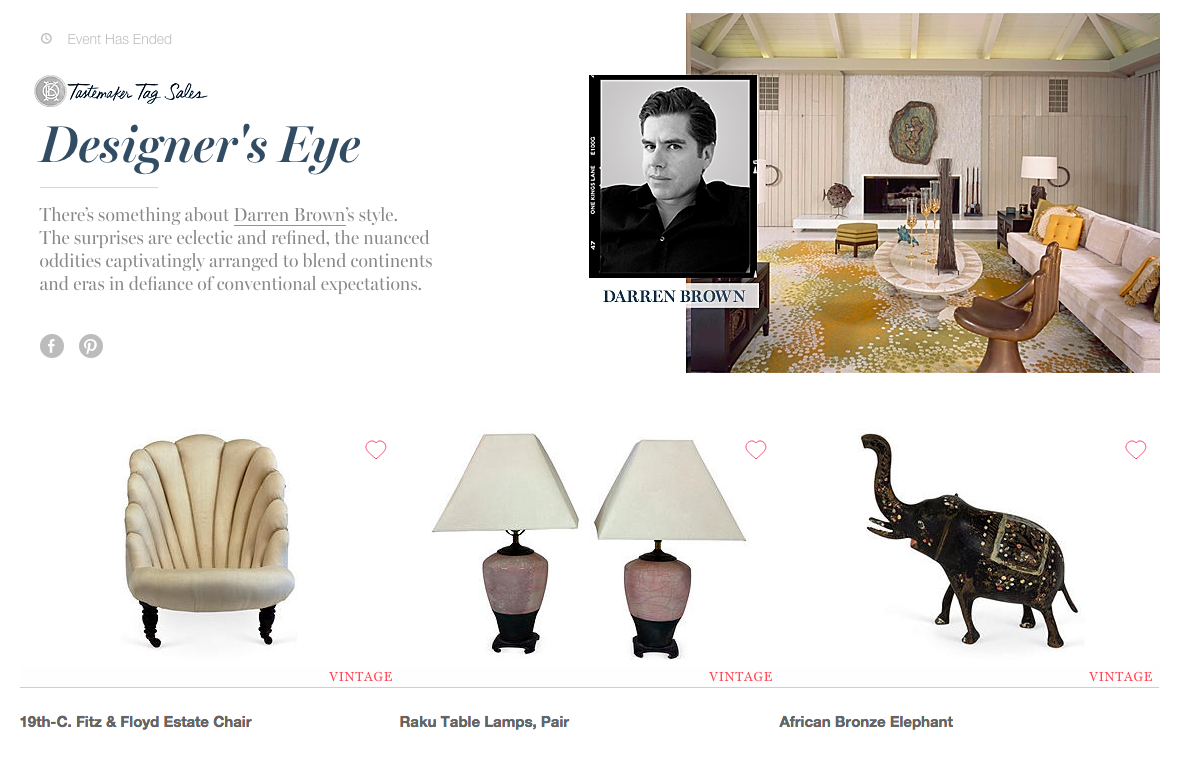 Event Has Ended
Tastemaker Tag Sales
Designer's Eye
There's something about Darren Brown's style.
The surprises are eclectic and refined, the nuanced
oddities captivatingly arranged to blend continents
and eras in defiance of conventional expectations.
E100G
ONE KINGS LANE
47
DARREN BROWN
VINTAGE
VINTAGE
VINTAGE
19th-C. Fitz & Floyd Estate Chair
Raku Table Lamps, Pair
African Bronze Elephant